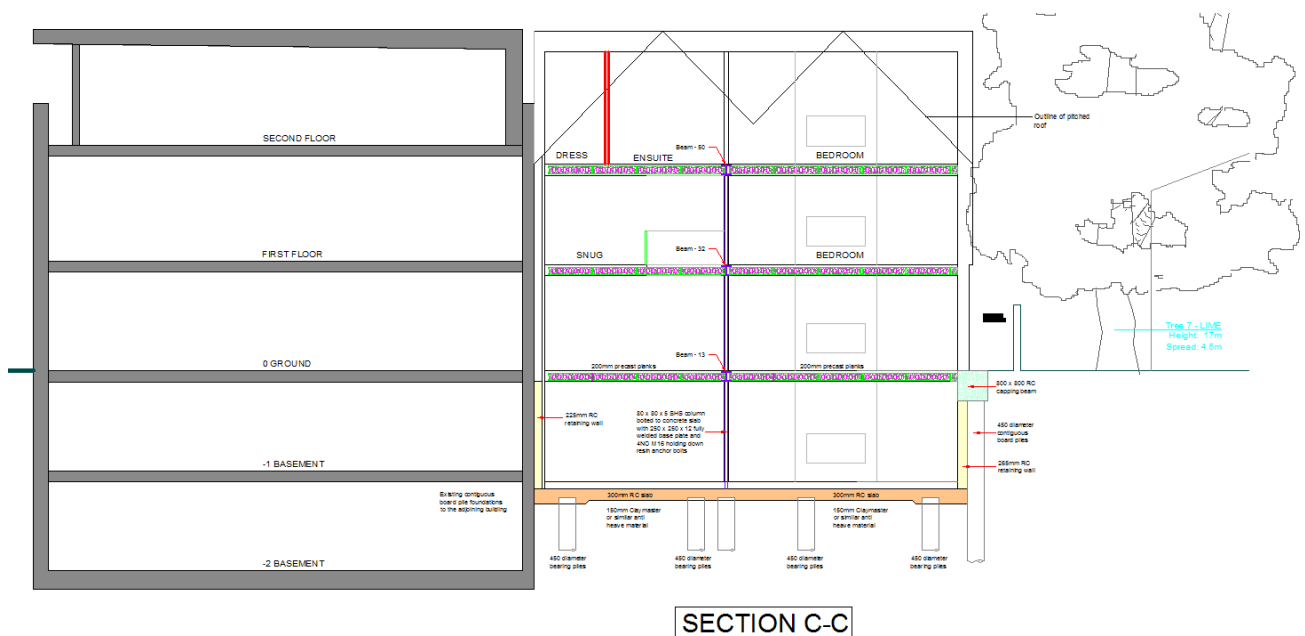 SECOND FLOOR
FIRST FLOOR
0 GROUND
-1 BASEMENT
-2 BASEMENT
Existing contiguous
board pile foundations
to the adjoining building
DRESS
ENSUITE
Beam - 50
BEDROOM
Outline of pitched
roof
SNUG
Beam - 32
BEDROOM
Beam - 13
200mm precast planks
200mm precast planks
Tree 7 - LIME
Height: 17m
Spread: 4.5m
225mm RC
retaining wall
80 x 80 x 5 SHS column
bolted to concrete slab
with 250 x 250 x 12 fully
welded base plate and
4NO M16 holding down
resin anchor bolts
800 x 800 RC
capping beam
450 diameter
contiguous
board piles
265mm RC
retaining wall
300mm RC slab
300mm RC slab
150mm Claymaster
or similar anti
heave material
150mm Claymaster
or similar anti
heave material
450 diameter
bearing piles
450 diameter
bearing piles
450 diameter
bearing piles
450 diameter
bearing piles
SECTION C-C